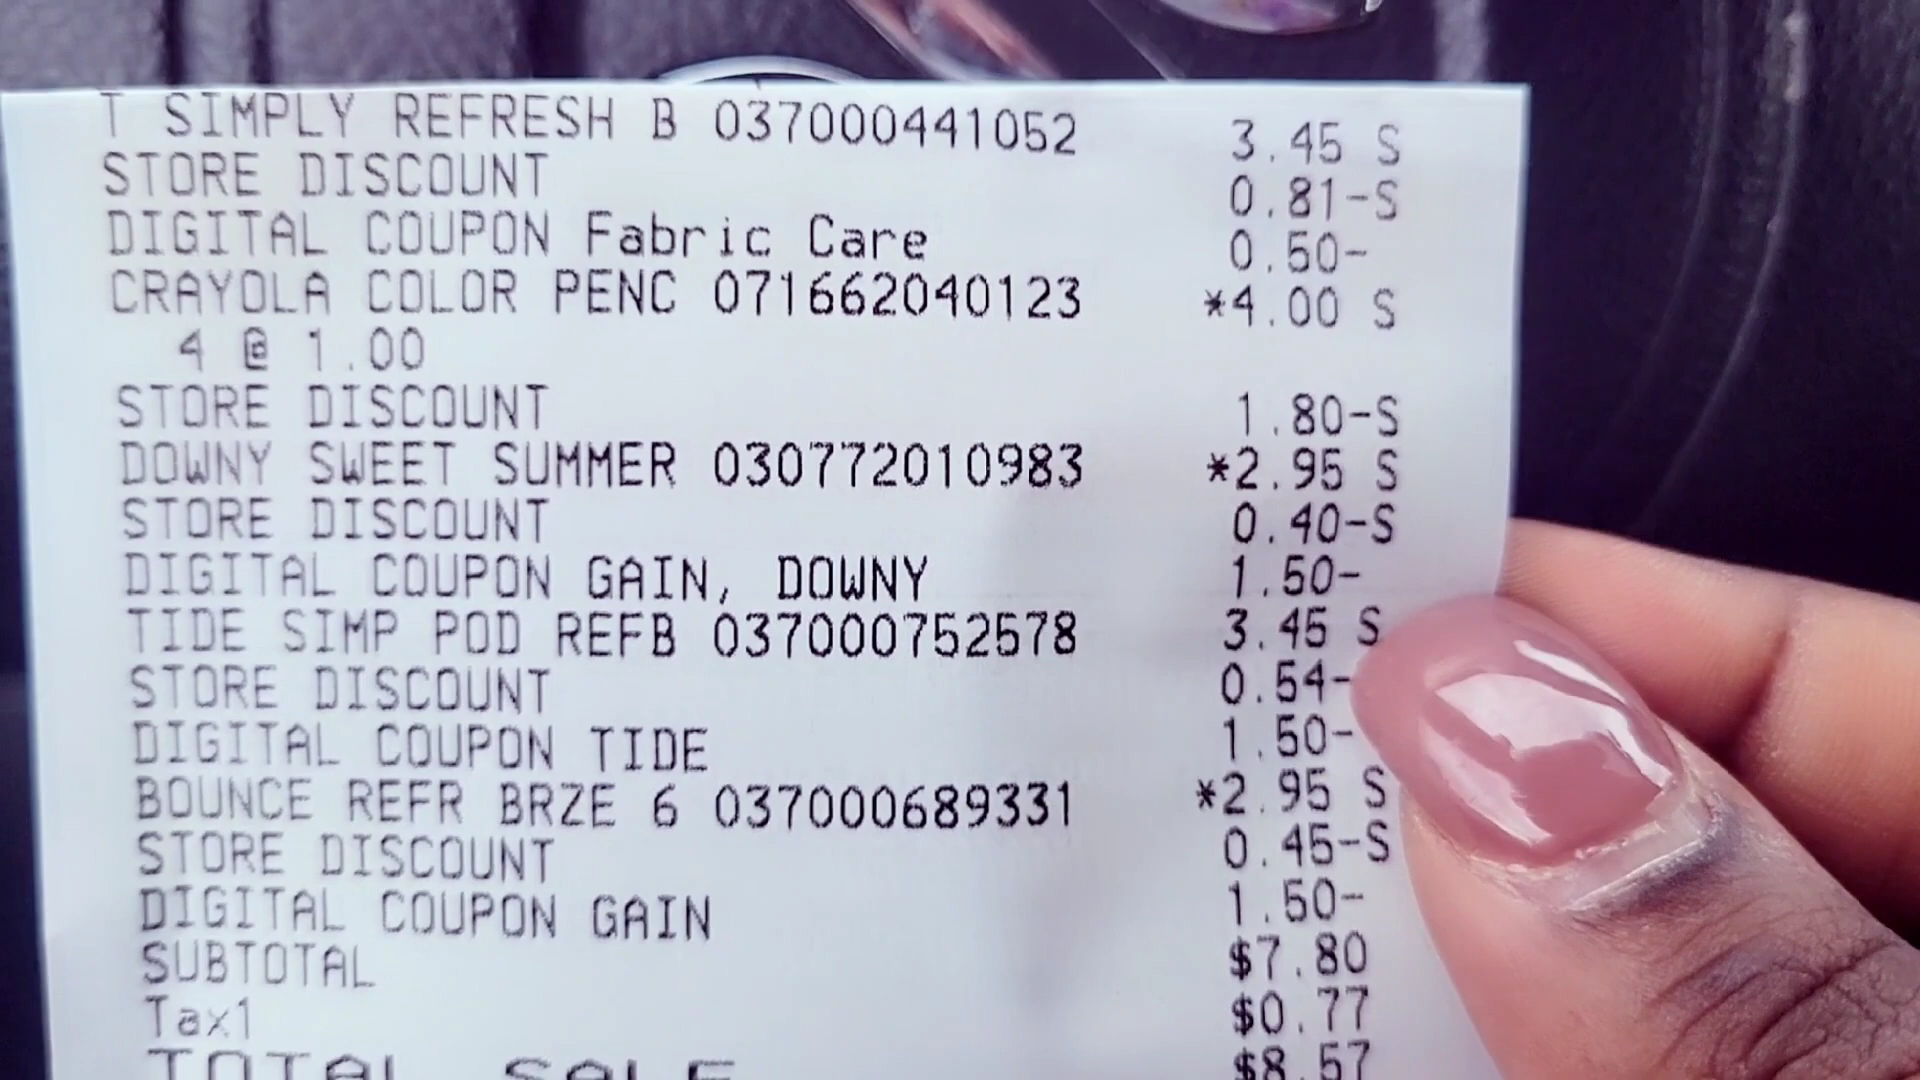 T SIMPLY REFRESH B 037000441052 3.45 S
STORE DISCOUNT 0.81-S
DIGITAL COUPON Fabric Care 0.50-
CRAYOLA COLOR PENC 071662040123 *4.00 S
4 @ 1.00
STORE DISCOUNT 1.80-S
DOWNY SWEET SUMMER 030772010983 *2.95 S
STORE DISCOUNT 0.40-S
DIGITAL COUPON GAIN, DOWNY 1.50-
TIDE SIMP POD REFB 037000752578 3.45 S
STORE DISCOUNT 0.54-
DIGITAL COUPON TIDE 1.50-
BOUNCE REFR BRZE 6 037000689331 *2.95 S
STORE DISCOUNT 0.45-S
DIGITAL COUPON GAIN 1.50-
SUBTOTAL $7.80
Tax1 $0.77
TOTAL SALE $8.57